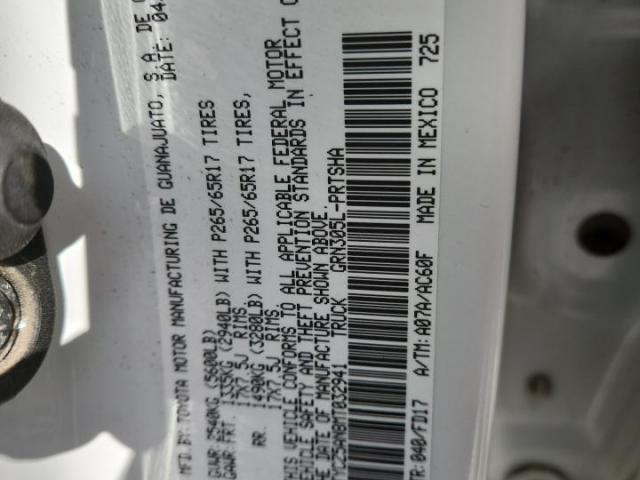 MFD.BY:TOYOTA MOTOR MANUFACTURING DE GUANAJUATO, S.A. DE
DATE: 04
GVWR:2540KG (5600LB)
GAWR:FRT. 1335KG (2940LB) WITH P265/65R17 TIRES
17X7.5J RIMS
RR. 1490KG (3280LB) WITH P265/65R17 TIRES,
17X7.5J RIMS
THIS VEHICLE CONFORMS TO ALL APPLICABLE FEDERAL MOTOR
VEHICLE SAFETY AND THEFT PREVENTION STANDARDS IN EFFECT
THE DATE OF MANUFACTURE SHOWN ABOVE.
TYCZ5AN8MT032941 TRUCK GRN305L-PRTSHA
TR:040/FD17 A/TM:A07A/AC60F MADE IN MEXICO 725